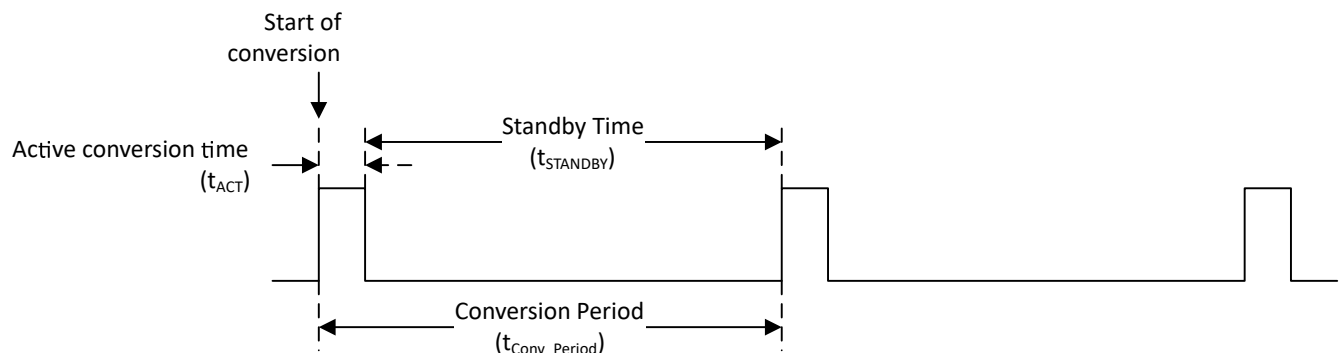 Start of
conversion
Active conversion time
(tACT)
Standby Time
(tSTANDBY)
Conversion Period
(tConv_Period)